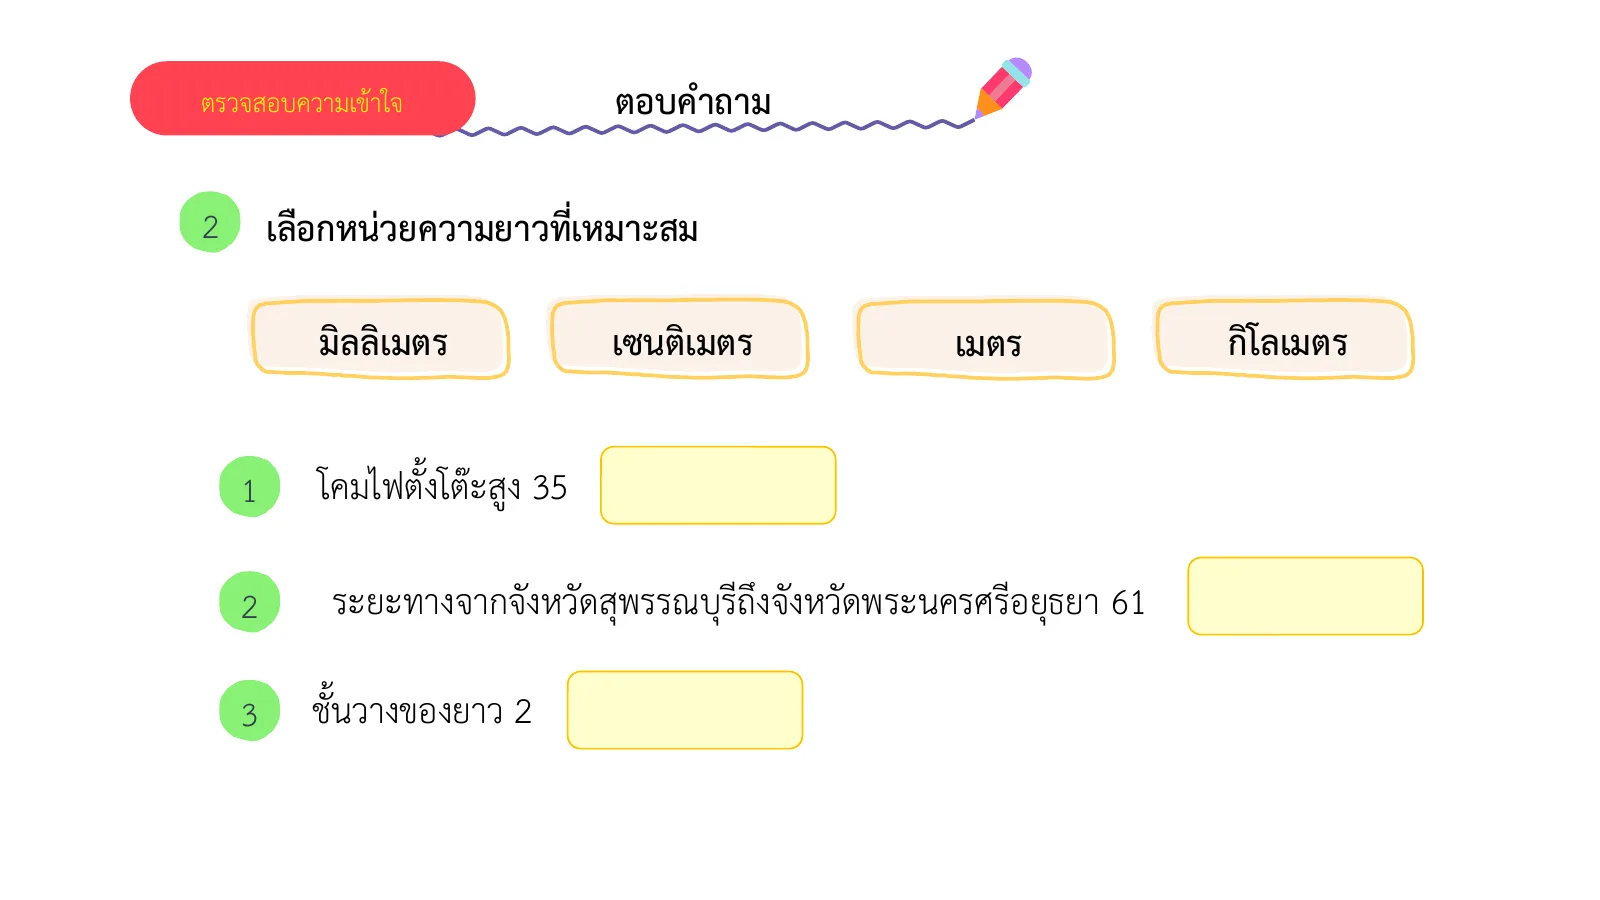 ตรวจสอบความเข้าใจ
ตอบคำถาม
2 เลือกหน่วยความยาวที่เหมาะสม
มิลลิเมตร เซนติเมตร เมตร กิโลเมตร
1 โคมไฟตั้งโต๊ะสูง 35
2 ระยะทางจากจังหวัดสุพรรณบุรีถึงจังหวัดพระนครศรีอยุธยา 61
3 ชั้นวางของยาว 2